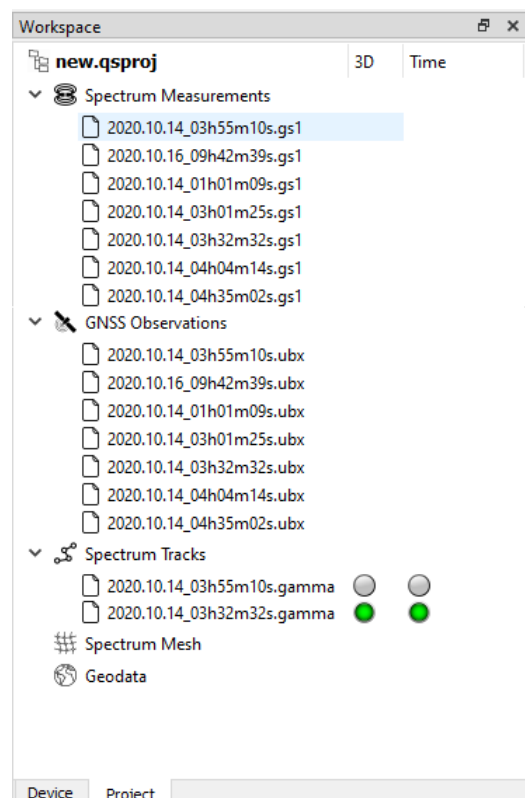 Workspace
new.qsproj 3D Time
Spectrum Measurements
2020.10.14_03h55m10s.gs1
2020.10.16_09h42m39s.gs1
2020.10.14_01h01m09s.gs1
2020.10.14_03h01m25s.gs1
2020.10.14_03h32m32s.gs1
2020.10.14_04h04m14s.gs1
2020.10.14_04h35m02s.gs1
GNSS Observations
2020.10.14_03h55m10s.ubx
2020.10.16_09h42m39s.ubx
2020.10.14_01h01m09s.ubx
2020.10.14_03h01m25s.ubx
2020.10.14_03h32m32s.ubx
2020.10.14_04h04m14s.ubx
2020.10.14_04h35m02s.ubx
Spectrum Tracks
2020.10.14_03h55m10s.gamma
2020.10.14_03h32m32s.gamma
Spectrum Mesh
Geodata
Device Project